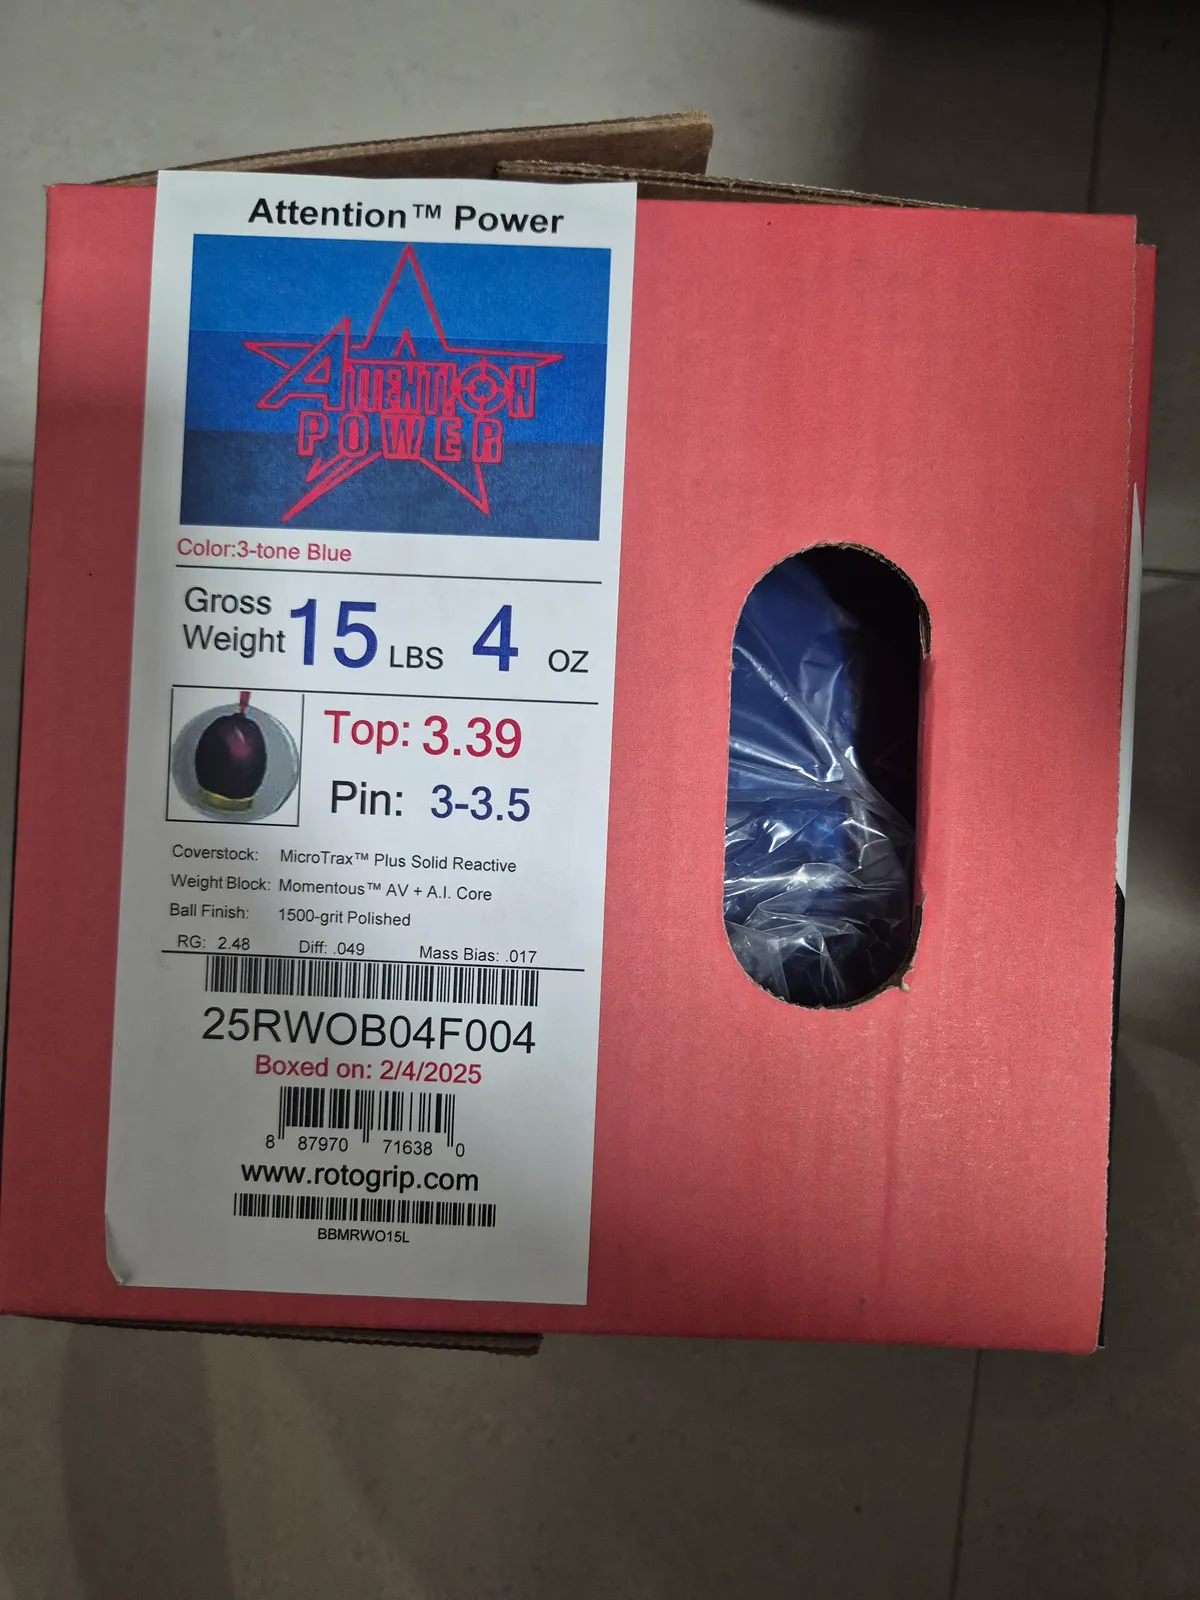 Attention™ Power
ATTENTION
POWER
Color:3-tone Blue
Gross Weight 15 LBS 4 OZ
Top: 3.39
Pin: 3-3.5
Coverstock: MicroTrax™ Plus Solid Reactive
Weight Block: Momentous™ AV + A.I. Core
Ball Finish: 1500-grit Polished
RG: 2.48 Diff: .049 Mass Bias: .017
25RWOB04F004
Boxed on: 2/4/2025
8 87970 71638 0
www.rotogrip.com
BBMRWO15L